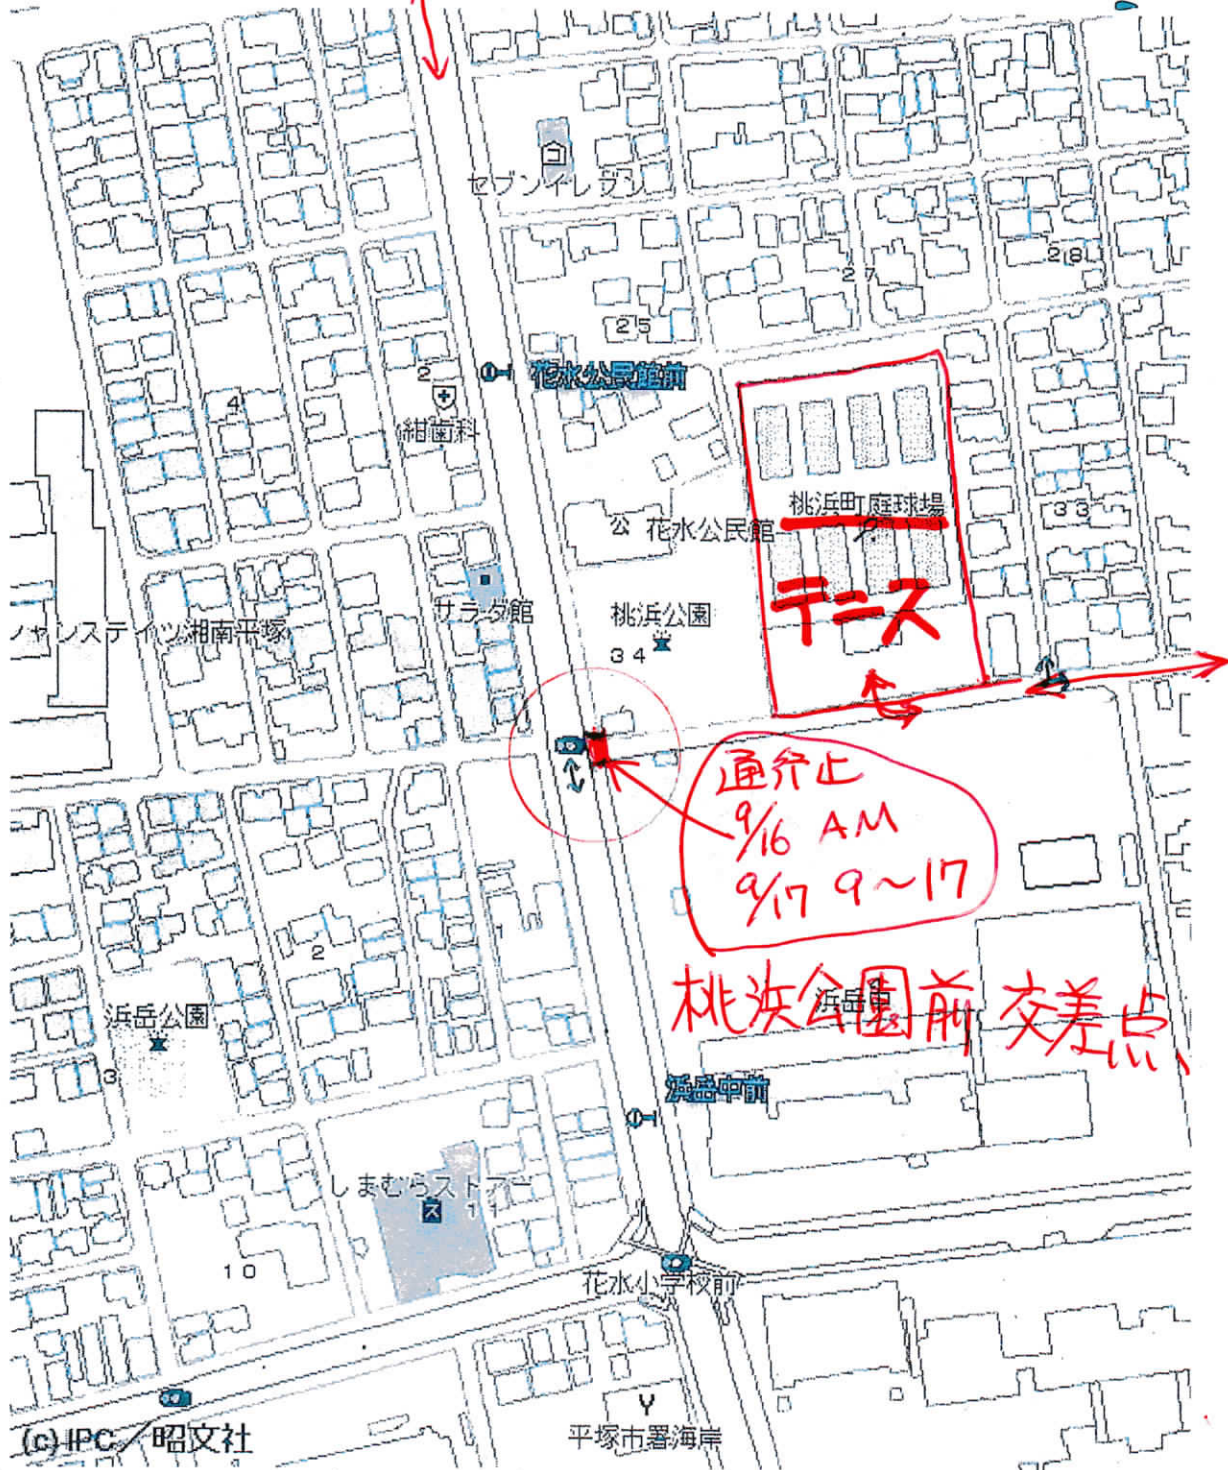 セブンイレブン
28
27
25
花水公民館前
2
4
紺歯科
桃浜町庭球場
33
公 花水公民館
テニス
サラダ館
桃浜公園
34
シャンステイツ湘南平塚
通行止
9/16 AM
9/17 9～17
1
2
浜岳公園
浜岳中
桃浜公園前 交差点
3
浜岳中前
しまむらストアー
11
10
花水小学校前
平塚市署海岸
(c) IPC／昭文社